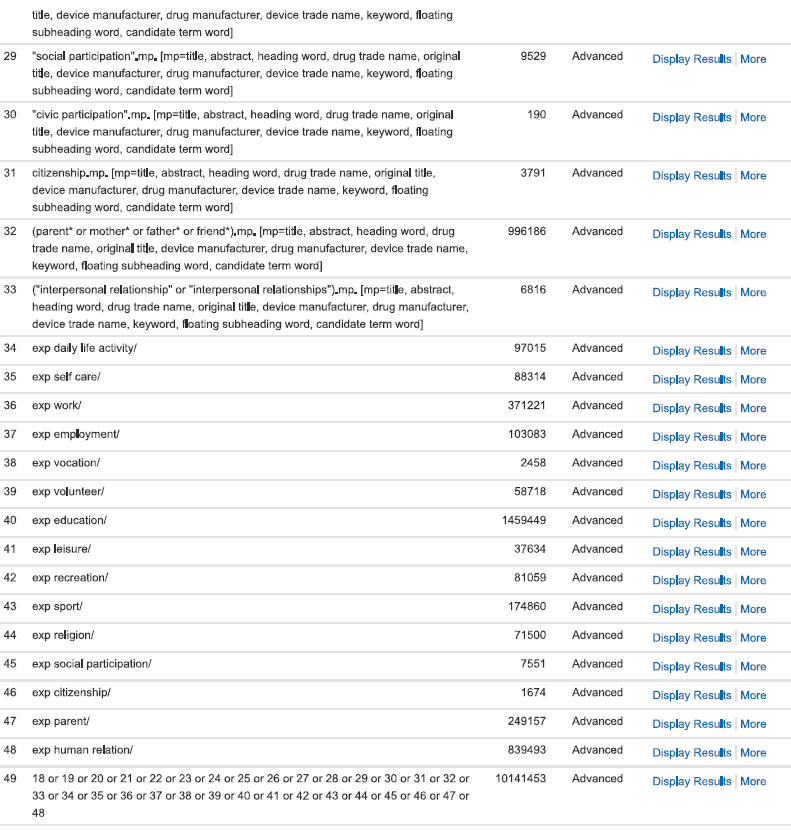 title, device manufacturer, drug manufacturer, device trade name, keyword, floating
subheading word, candidate term word]
29 "social participation".mp. [mp=title, abstract, heading word, drug trade name, original 9529 Advanced Display Results | More
title, device manufacturer, drug manufacturer, device trade name, keyword, floating
subheading word, candidate term word]
30 "civic participation".mp. [mp=title, abstract, heading word, drug trade name, original 190 Advanced Display Results | More
title, device manufacturer, drug manufacturer, device trade name, keyword, floating
subheading word, candidate term word]
31 citizenship.mp. [mp=title, abstract, heading word, drug trade name, original title, 3791 Advanced Display Results | More
device manufacturer, drug manufacturer, device trade name, keyword, floating
subheading word, candidate term word]
32 (parent* or mother* or father* or friend*).mp. [mp=title, abstract, heading word, drug 996186 Advanced Display Results | More
trade name, original title, device manufacturer, drug manufacturer, device trade name,
keyword, floating subheading word, candidate term word]
33 ("interpersonal relationship" or "interpersonal relationships").mp. [mp=title, abstract, 6816 Advanced Display Results | More
heading word, drug trade name, original title, device manufacturer, drug manufacturer,
device trade name, keyword, floating subheading word, candidate term word]
34 exp daily life activity/ 97015 Advanced Display Results | More
35 exp self care/ 88314 Advanced Display Results | More
36 exp work/ 371221 Advanced Display Results | More
37 exp employment/ 103083 Advanced Display Results | More
38 exp vocation/ 2458 Advanced Display Results | More
39 exp volunteer/ 58718 Advanced Display Results | More
40 exp education/ 1459449 Advanced Display Results | More
41 exp leisure/ 37634 Advanced Display Results | More
42 exp recreation/ 81059 Advanced Display Results | More
43 exp sport/ 174860 Advanced Display Results | More
44 exp religion/ 71500 Advanced Display Results | More
45 exp social participation/ 7551 Advanced Display Results | More
46 exp citizenship/ 1674 Advanced Display Results | More
47 exp parent/ 249157 Advanced Display Results | More
48 exp human relation/ 839493 Advanced Display Results | More
49 18 or 19 or 20 or 21 or 22 or 23 or 24 or 25 or 26 or 27 or 28 or 29 or 30 or 31 or 32 or 10141453 Advanced Display Results | More
33 or 34 or 35 or 36 or 37 or 38 or 39 or 40 or 41 or 42 or 43 or 44 or 45 or 46 or 47 or
48